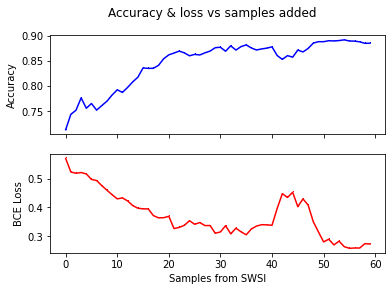 Accuracy & loss vs samples added
0.90
0.85
0.80
0.75
Accuracy
0.5
0.4
0.3
BCE Loss
0 10 20 30 40 50 60
Samples from SWSI